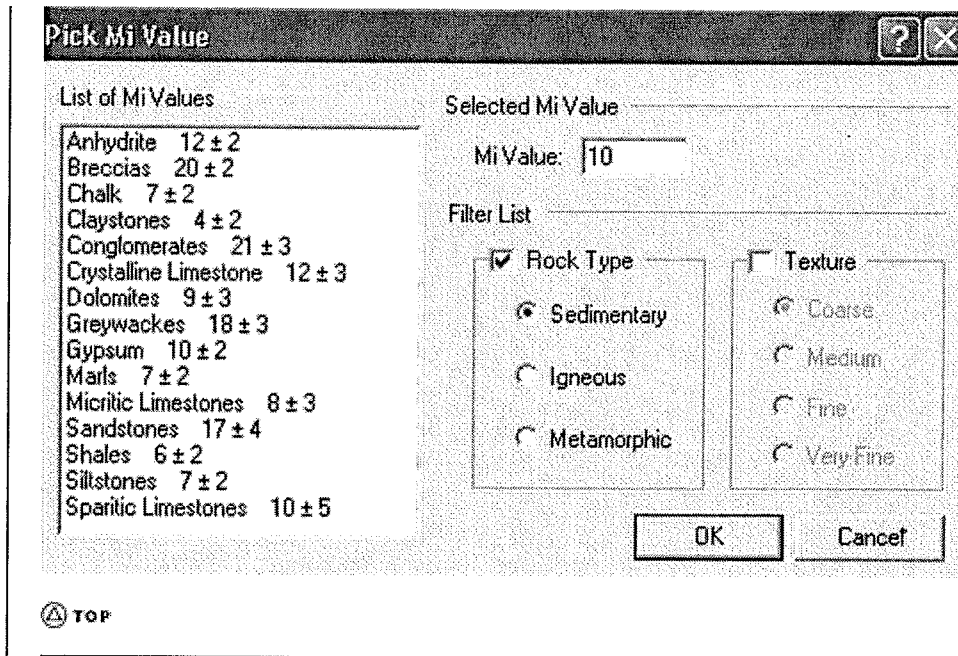 Pick Mi Value
List of Mi Values
Anhydrite 12 ± 2
Breccias 20 ± 2
Chalk 7 ± 2
Claystones 4 ± 2
Conglomerates 21 ± 3
Crystalline Limestone 12 ± 3
Dolomites 9 ± 3
Greywackes 18 ± 3
Gypsum 10 ± 2
Marls 7 ± 2
Micritic Limestones 8 ± 3
Sandstones 17 ± 4
Shales 6 ± 2
Siltstones 7 ± 2
Sparitic Limestones 10 ± 5
Selected Mi Value
Mi Value: 10
Filter List
Rock Type
Sedimentary
Igneous
Metamorphic
Texture
Coarse
Medium
Fine
Very Fine
OK
Cancel
TOP